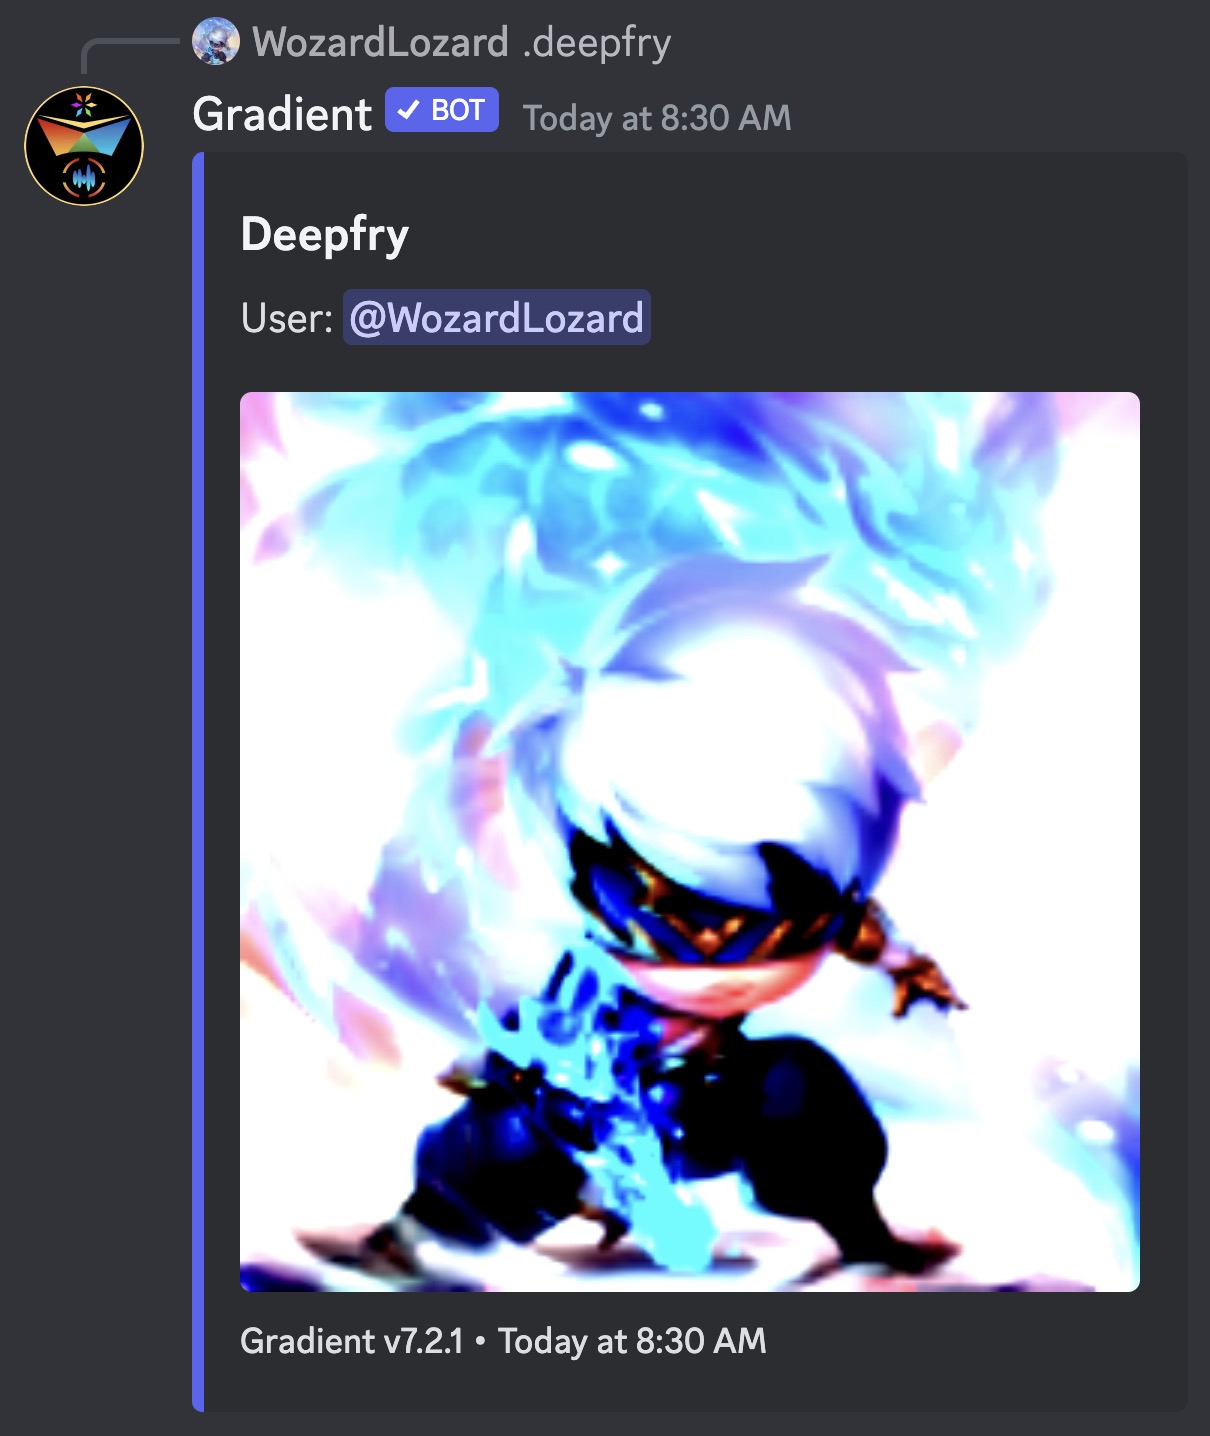 WozardLozard .deepfry
Gradient ✓ BOT Today at 8:30 AM
Deepfry
User: @WozardLozard
Gradient v7.2.1 • Today at 8:30 AM